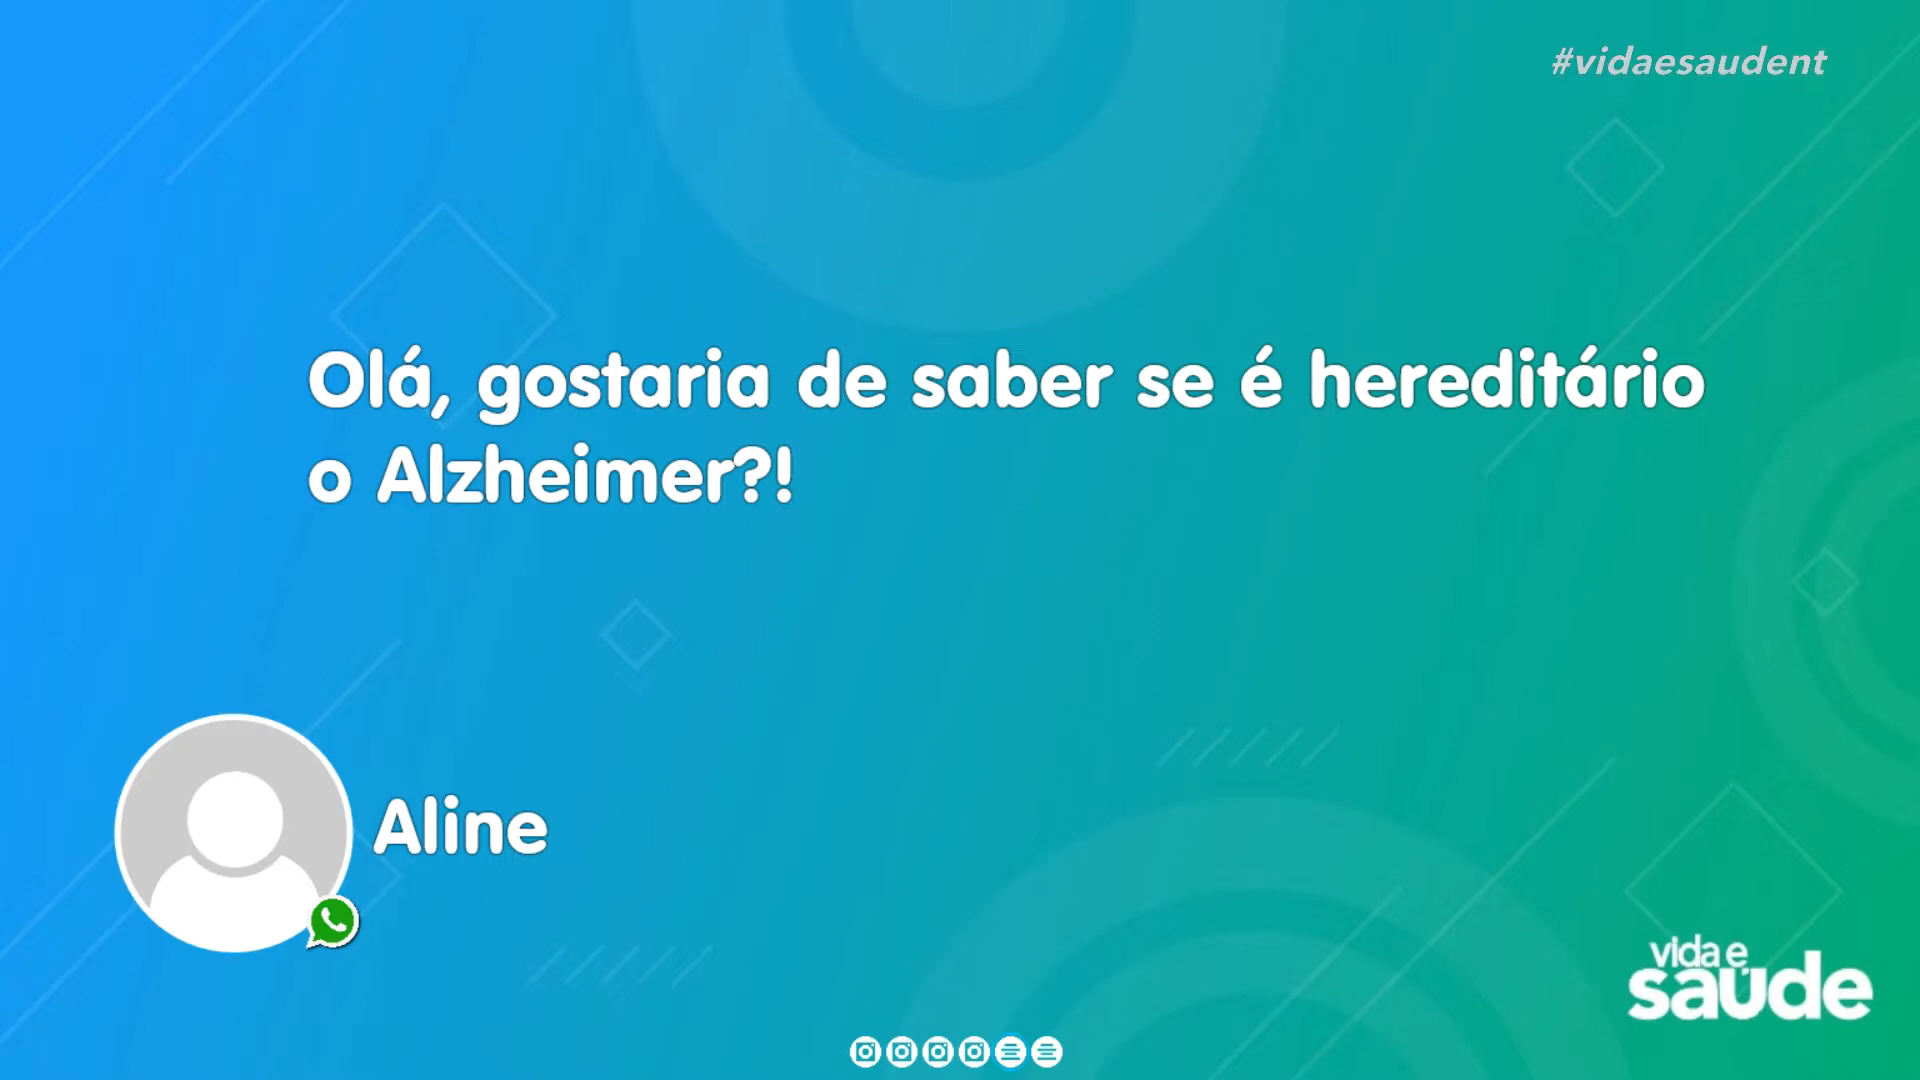 #vidaesaudent
Olá, gostaria de saber se é hereditário
o Alzheimer?!
Aline
vida e
saúde